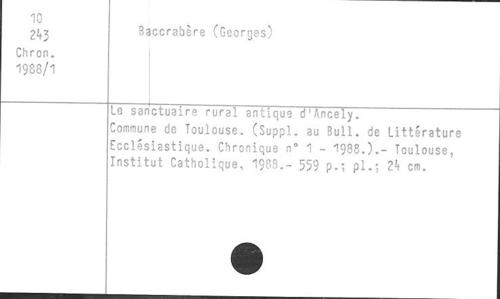 10
243
Chron.
1988/1
Baccrabère (Georges)
Le sanctuaire rural antique d'Ancely.
Commune de Toulouse. (Suppl. au Bull. de Littérature
Ecclésiastique. Chronique n° 1 - 1988.).- Toulouse,
Institut Catholique, 1988.- 559 p.; pl.; 24 cm.